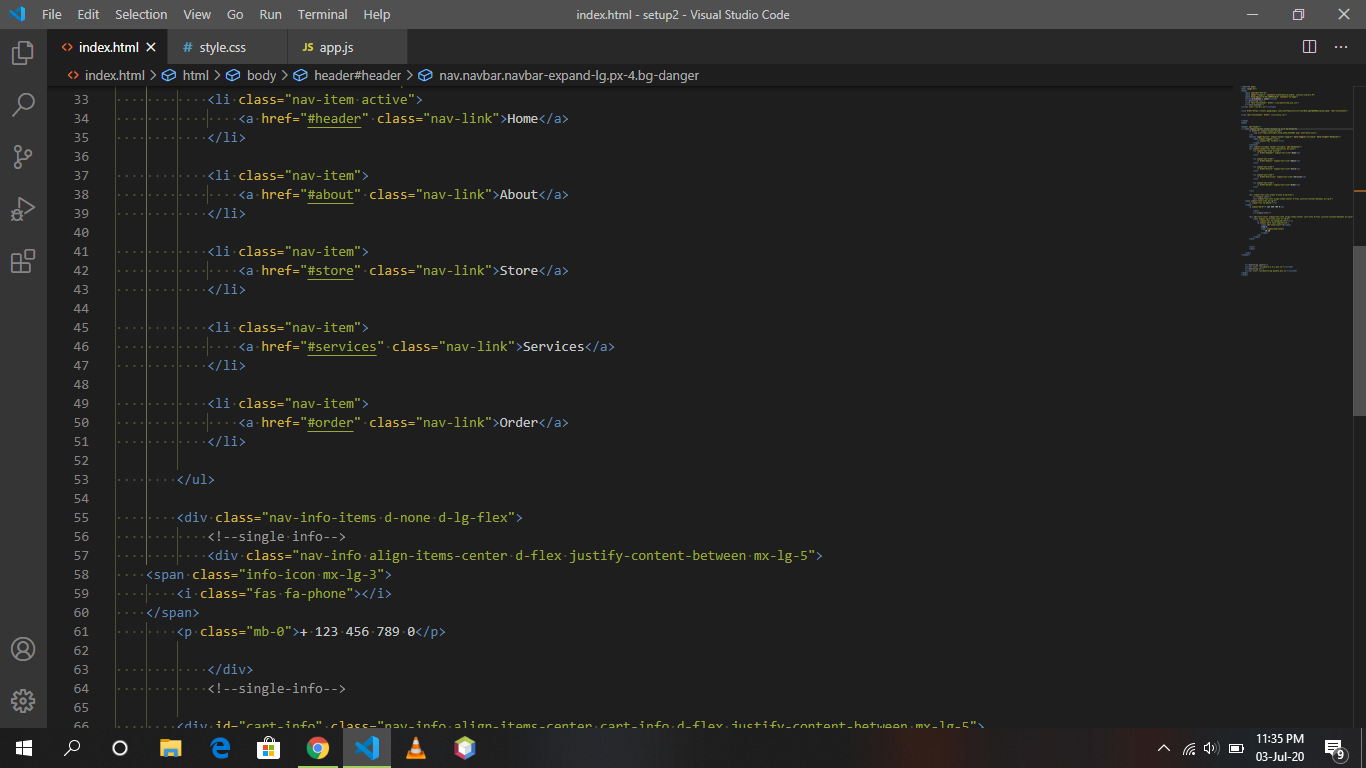 File Edit Selection View Go Run Terminal Help
index.html - setup2 - Visual Studio Code
index.html
# style.css
JS app.js
index.html > html > body > header#header > nav.navbar.navbar-expand-lg.px-4.bg-danger
33 <li class="nav-item active">
34 <a href="#header" class="nav-link">Home</a>
35 </li>
36
37 <li class="nav-item">
38 <a href="#about" class="nav-link">About</a>
39 </li>
40
41 <li class="nav-item">
42 <a href="#store" class="nav-link">Store</a>
43 </li>
44
45 <li class="nav-item">
46 <a href="#services" class="nav-link">Services</a>
47 </li>
48
49 <li class="nav-item">
50 <a href="#order" class="nav-link">Order</a>
51 </li>
52
53 </ul>
54
55 <div class="nav-info-items d-none d-lg-flex">
56 <!--single info-->
57 <div class="nav-info align-items-center d-flex justify-content-between mx-lg-5">
58 <span class="info-icon mx-lg-3">
59 <i class="fas fa-phone"></i>
60 </span>
61 <p class="mb-0">+ 123 456 789 0</p>
62
63 </div>
64 <!--single-info-->
65
66 <div id="cart-info" class="nav-info align-items-center cart-info d-flex justify-content-between mx-lg-5">
11:35 PM
03-Jul-20
9